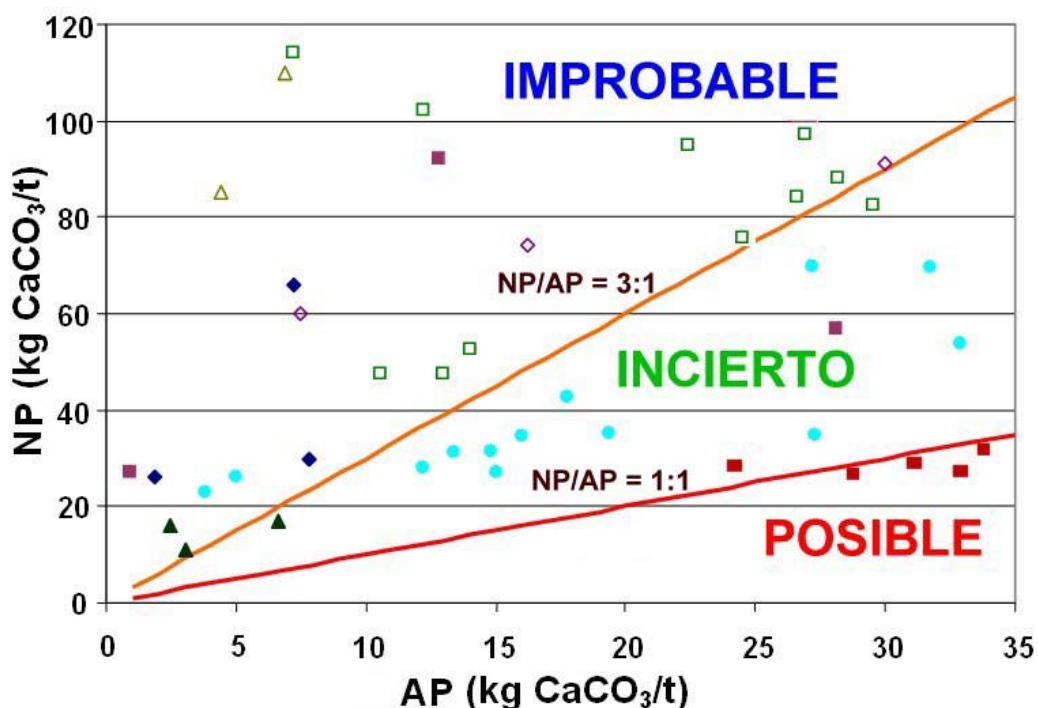 120
100
80
60
40
20
0
NP (kg CaCO₃/t)
IMPROBABLE
NP/AP = 3:1
INCIERTO
NP/AP = 1:1
POSIBLE
0 5 10 15 20 25 30 35
AP (kg CaCO₃/t)